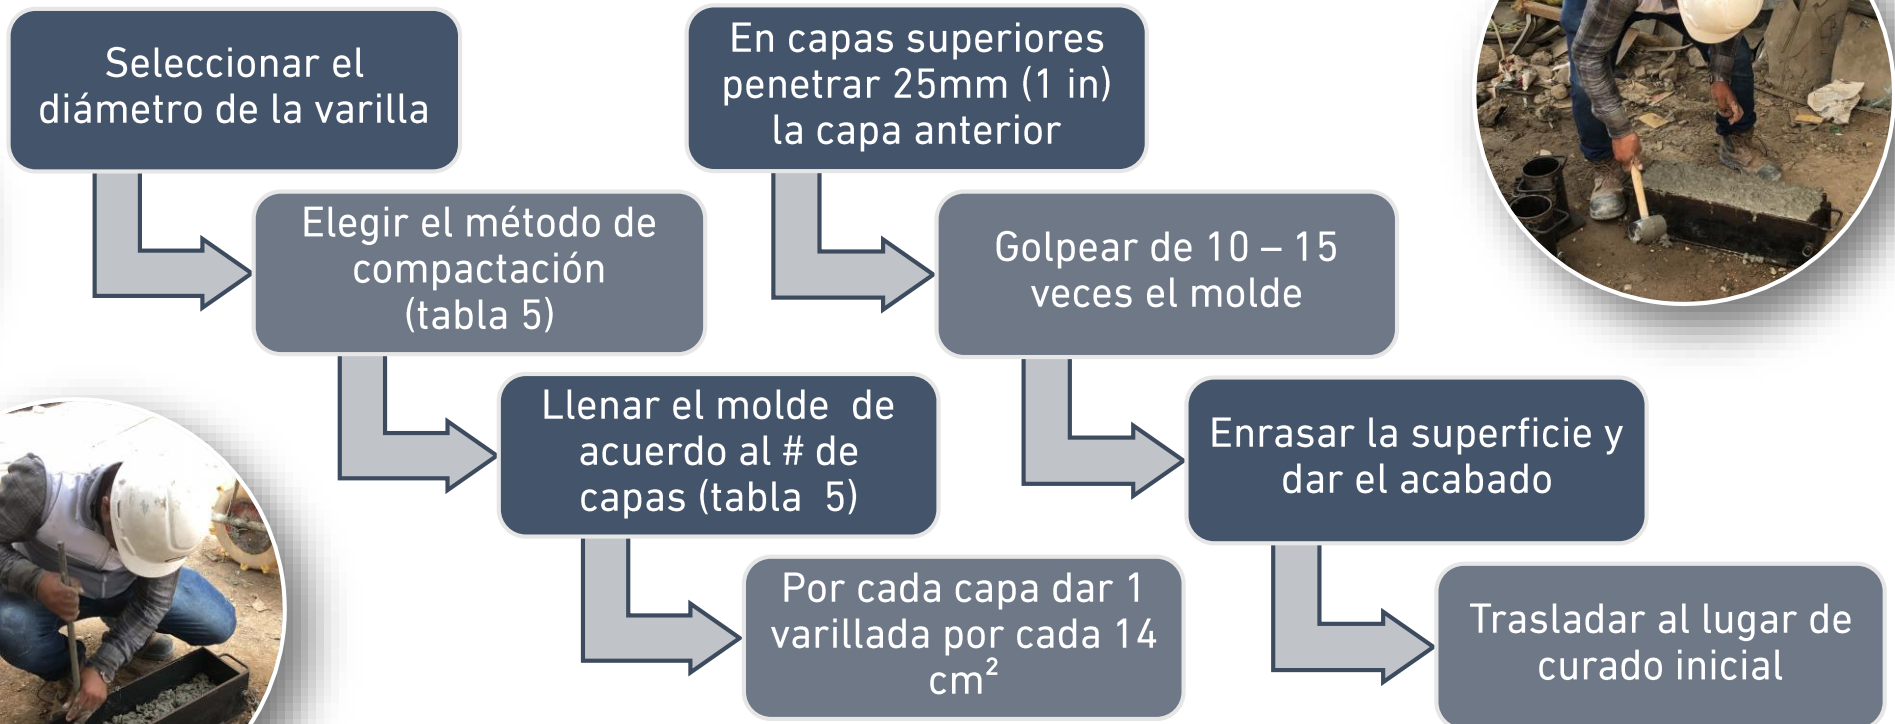 Seleccionar el
diámetro de la varilla
Elegir el método de
compactación
(tabla 5)
Llenar el molde de
acuerdo al # de
capas (tabla 5)
Por cada capa dar 1
varillada por cada 14
cm²
En capas superiores
penetrar 25mm (1 in)
la capa anterior
Golpear de 10 – 15
veces el molde
Enrasar la superficie y
dar el acabado
Trasladar al lugar de
curado inicial